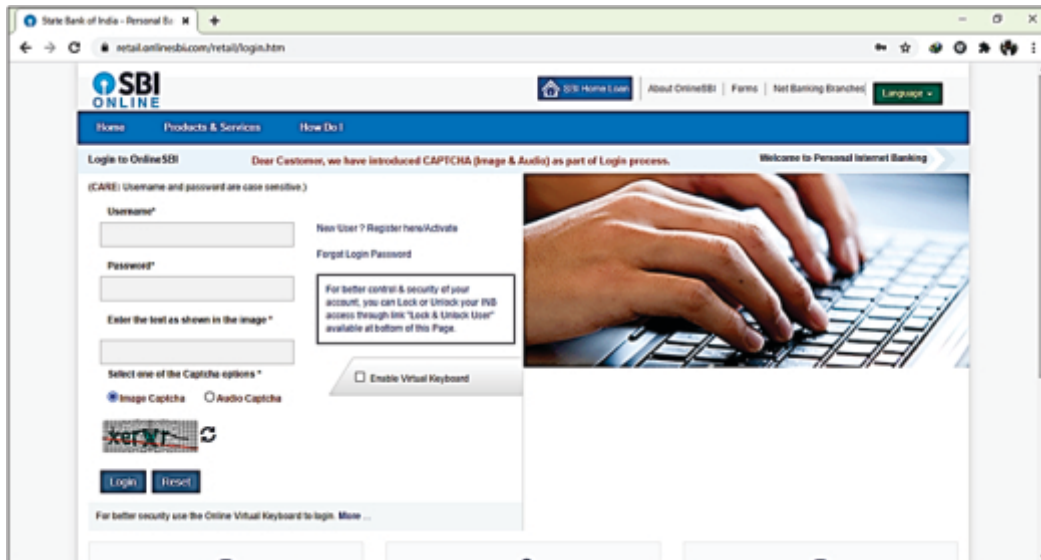 State Bank of India - Personal Ba
retail.onlinesbi.com/retail/login.htm
SBI
ONLINE
SBI Home Loan
About OnlineSBI | Forms | Net Banking Branches|
Language
Home Products & Services How Do I
Login to OnlineSBI
Dear Customer, we have introduced CAPTCHA (Image & Audio) as part of Login process.
Welcome to Personal Internet Banking
(CARE: Username and password are case sensitive.)
Username*
New User ? Register here/Activate
Forgot Login Password
Password*
For better control & security of your
account, you can Lock or Unlock your INB
access through link "Lock & Unlock User"
available at bottom of this Page.
Enter the text as shown in the image *
Select one of the Captcha options *
Enable Virtual Keyboard
Image Captcha Audio Captcha
Login Reset
For better security use the Online Virtual Keyboard to login. More ...